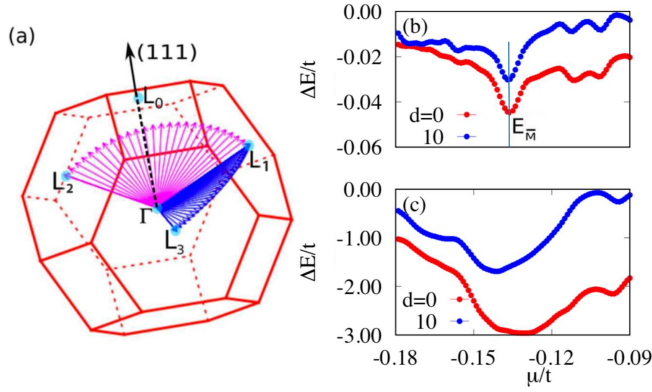 (a)
(111)
L₀
L₁
L₂
L₃
Γ
(b)
ΔE/t
0.00
-0.02
-0.04
-0.06
d=0
10
E_M̅
(c)
ΔE/t
0.00
-1.00
-2.00
-3.00
d=0
10
-0.18 -0.15 -0.12 -0.09
μ/t